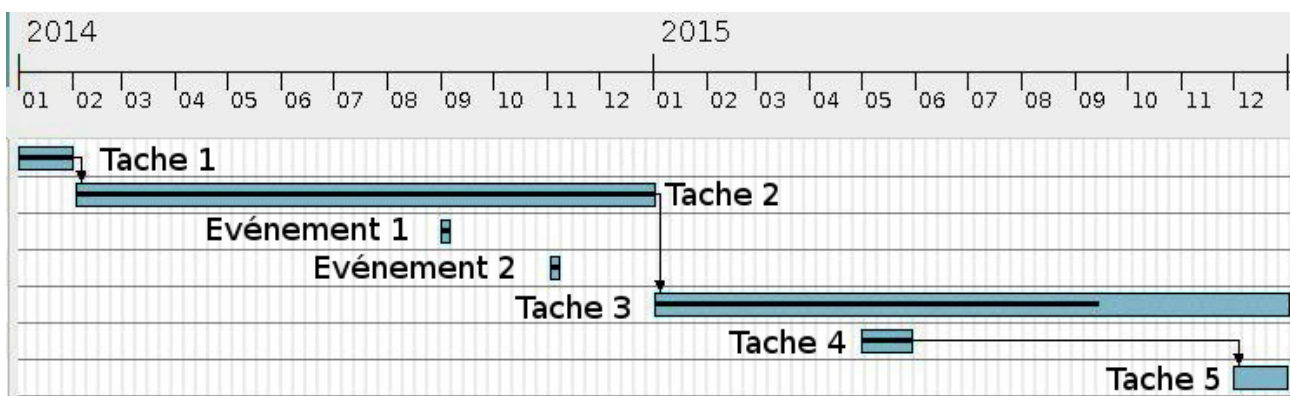 2014 2015
01 02 03 04 05 06 07 08 09 10 11 12 01 02 03 04 05 06 07 08 09 10 11 12
Tache 1
Tache 2
Evénement 1
Evénement 2
Tache 3
Tache 4
Tache 5